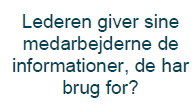 Lederen giver sine
medarbejderne de
informationer, de har
brug for?